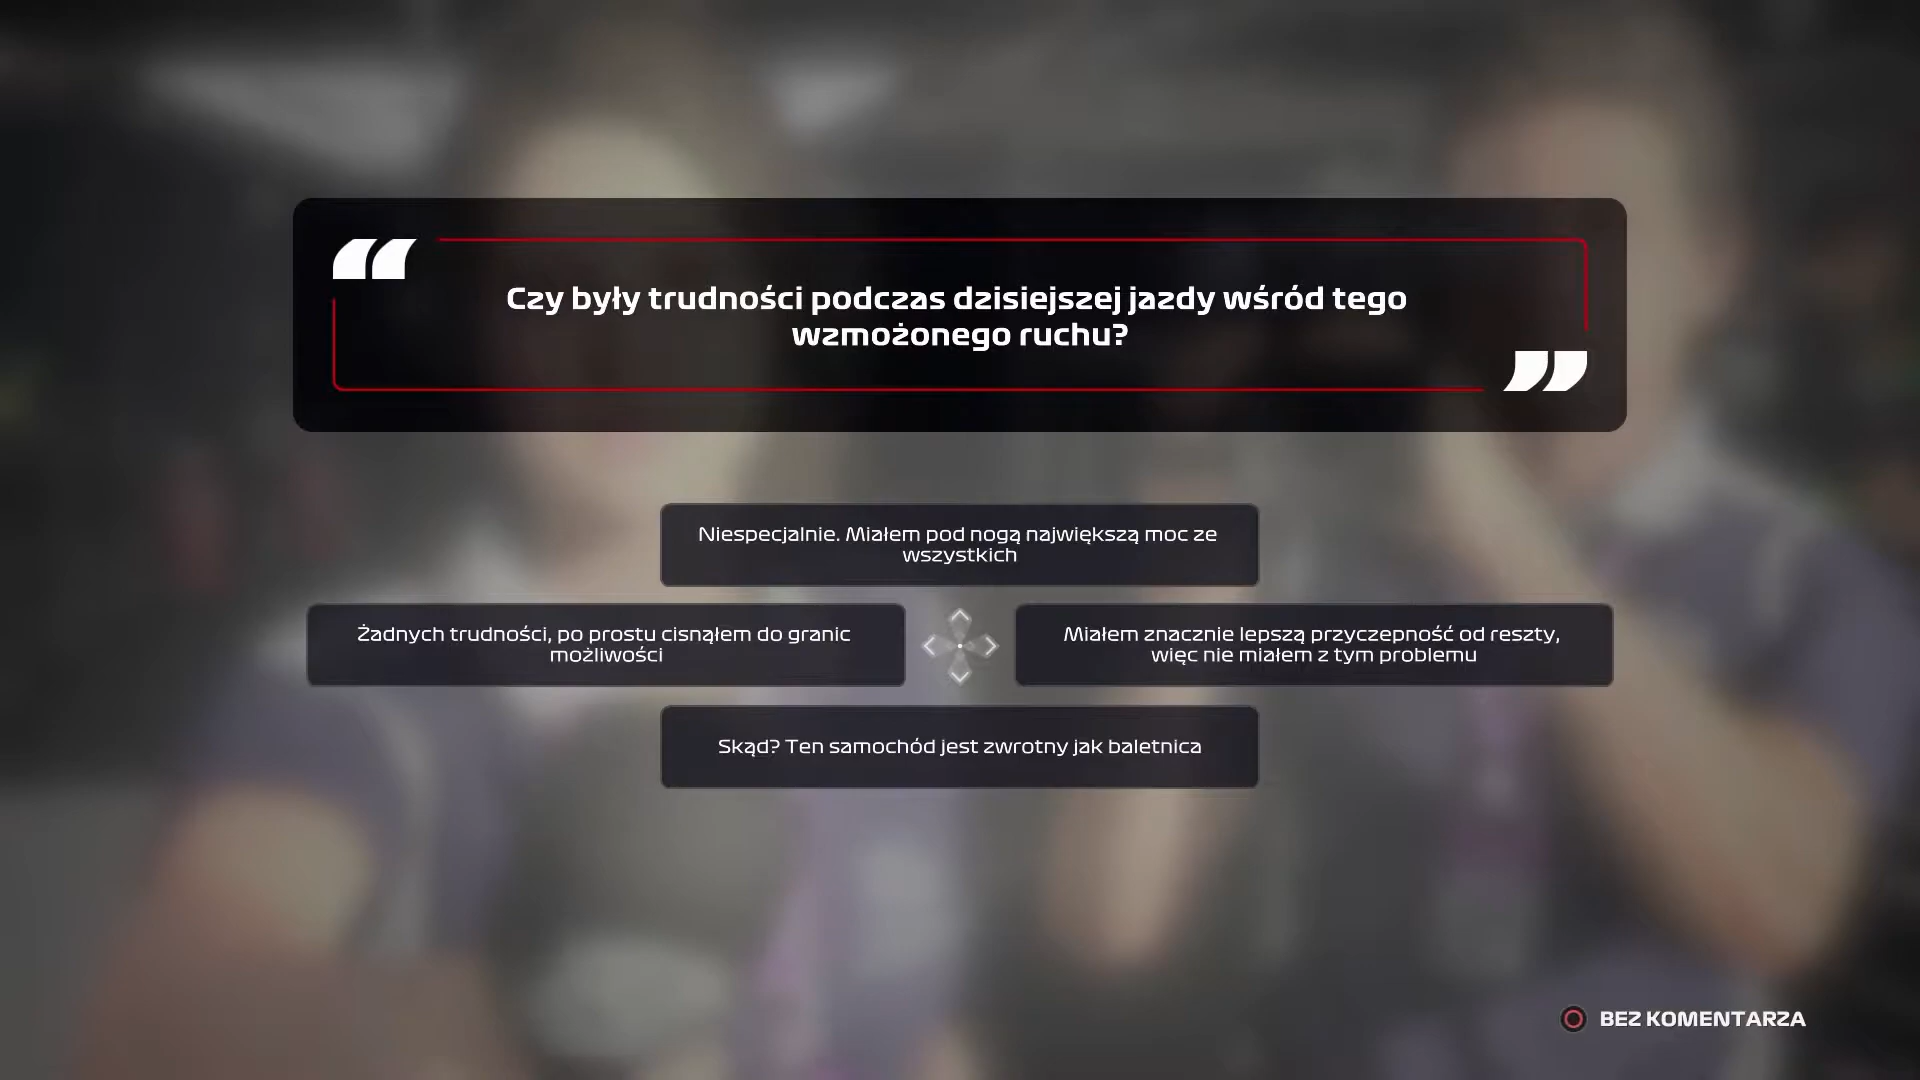 Czy były trudności podczas dzisiejszej jazdy wśród tego
wzmożonego ruchu?
Niespecjalnie. Miałem pod nogą największą moc ze
wszystkich
Żadnych trudności, po prostu cisnąłem do granic
możliwości
Miałem znacznie lepszą przyczepność od reszty,
więc nie miałem z tym problemu
Skąd? Ten samochód jest zwrotny jak baletnica
BEZ KOMENTARZA